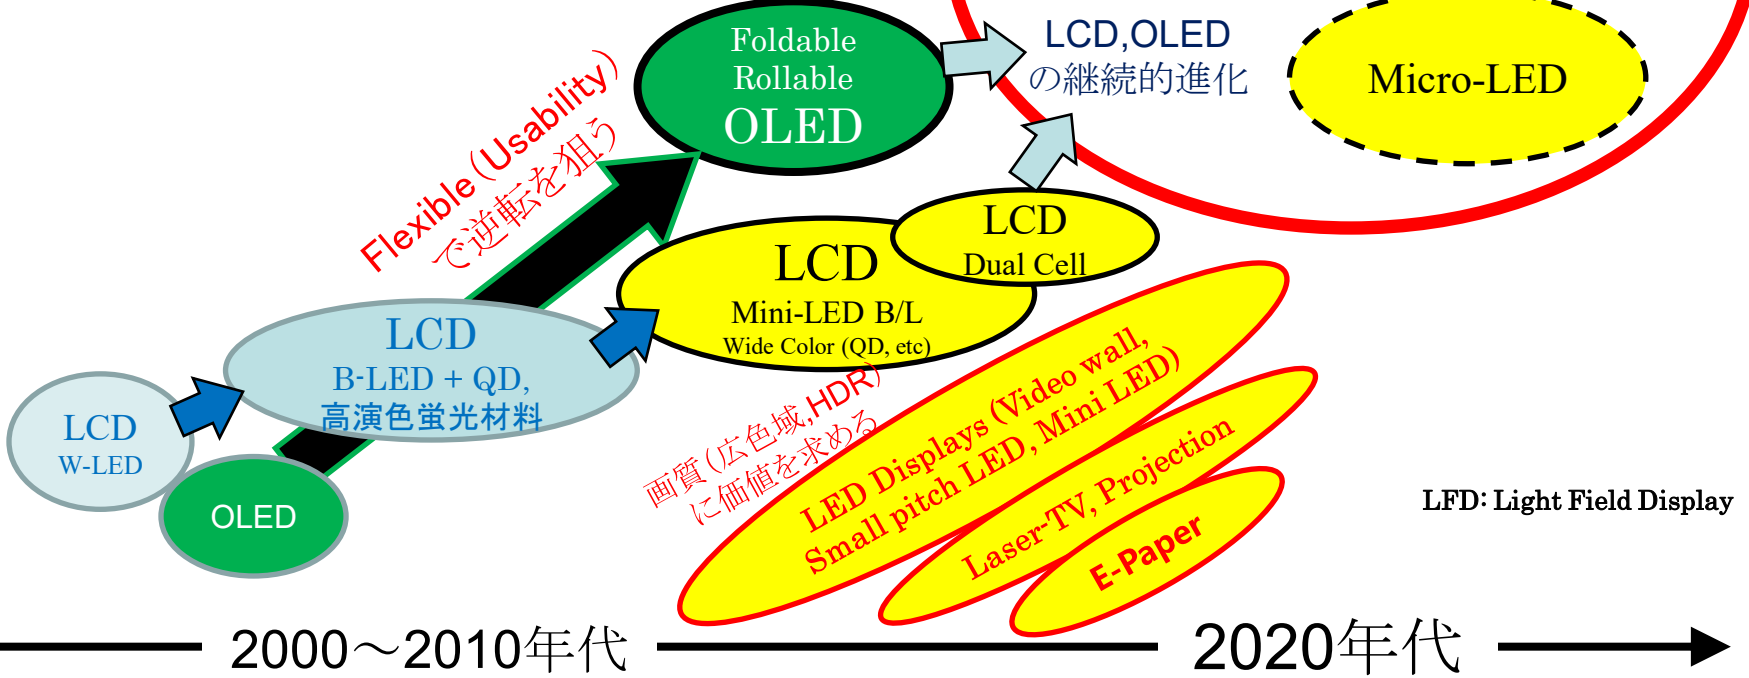 Foldable
Rollable
OLED
LCD,OLED
の継続的進化
Micro-LED
Flexible(Usability)
で逆転を狙う
LCD
Dual Cell
LCD
Mini-LED B/L
Wide Color (QD, etc)
LCD
B-LED + QD,
高演色蛍光材料
LCD
W-LED
OLED
画質(広色域,HDR)
に価値を求める
LED Displays (Video wall,
Small pitch LED, Mini LED)
Laser-TV, Projection
E-Paper
LFD: Light Field Display
2000～2010年代
2020年代